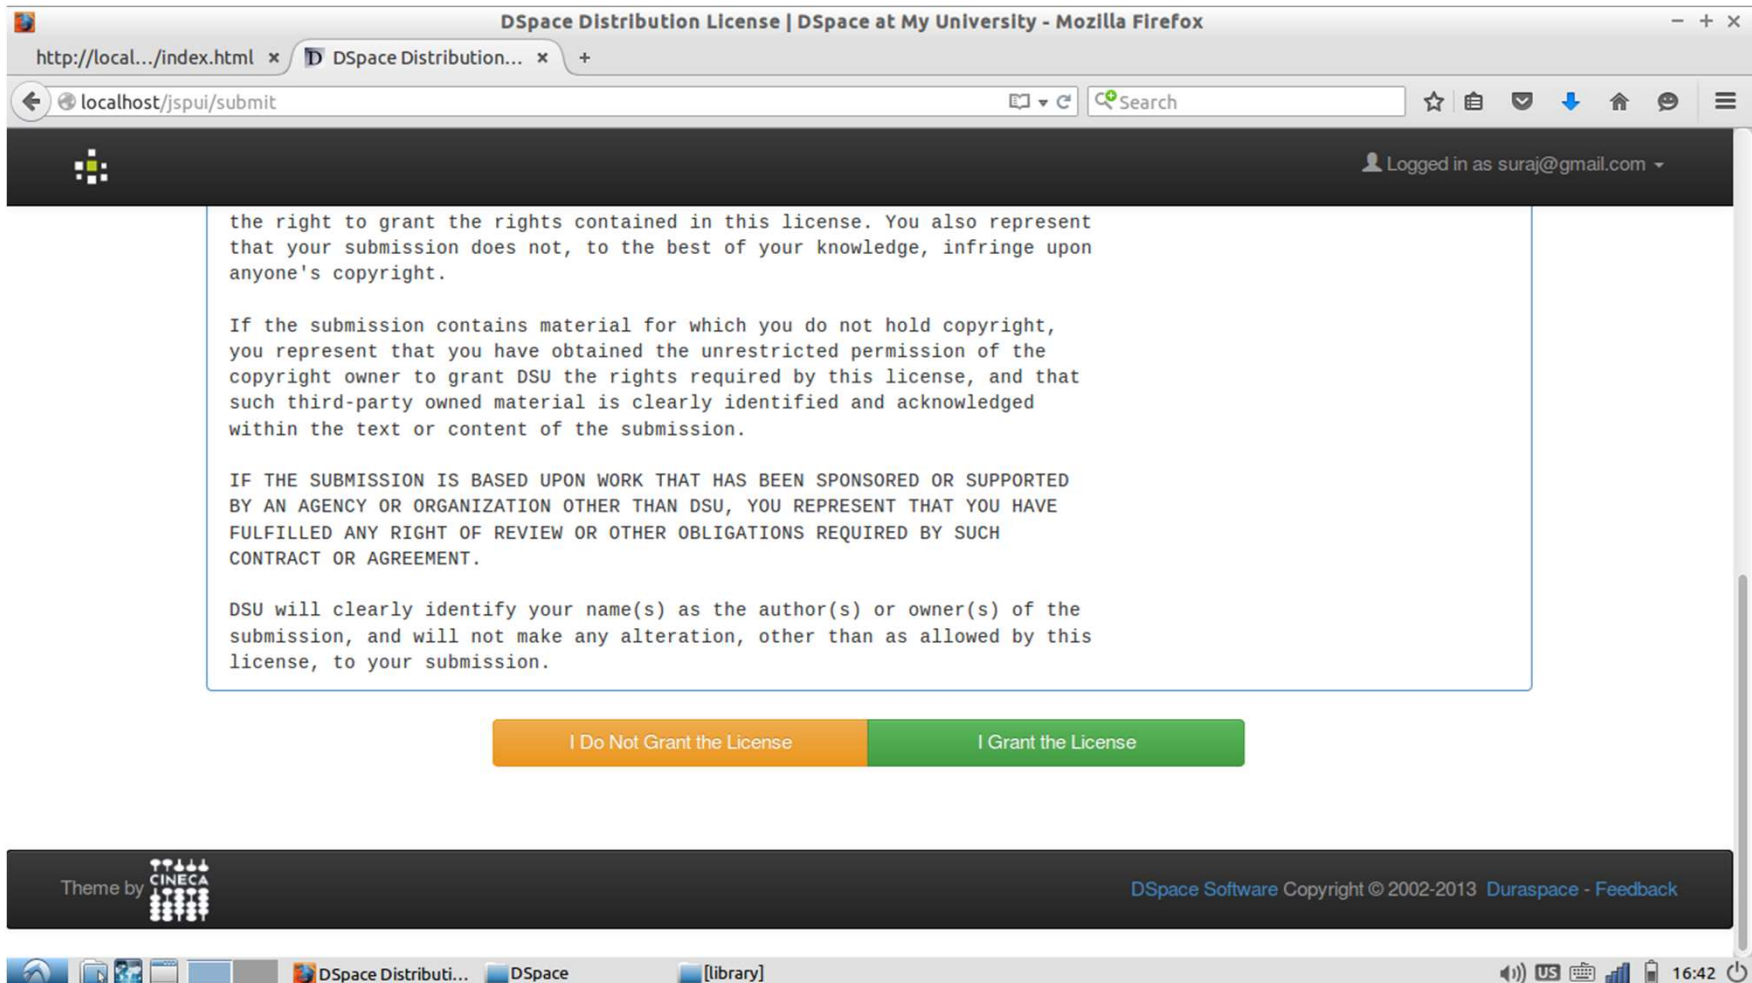 DSpace Distribution License | DSpace at My University - Mozilla Firefox
http://local.../index.html
DSpace Distribution...
localhost/jspui/submit
Search
Logged in as suraj@gmail.com
the right to grant the rights contained in this license. You also represent
that your submission does not, to the best of your knowledge, infringe upon
anyone's copyright.
If the submission contains material for which you do not hold copyright,
you represent that you have obtained the unrestricted permission of the
copyright owner to grant DSU the rights required by this license, and that
such third-party owned material is clearly identified and acknowledged
within the text or content of the submission.
IF THE SUBMISSION IS BASED UPON WORK THAT HAS BEEN SPONSORED OR SUPPORTED
BY AN AGENCY OR ORGANIZATION OTHER THAN DSU, YOU REPRESENT THAT YOU HAVE
FULFILLED ANY RIGHT OF REVIEW OR OTHER OBLIGATIONS REQUIRED BY SUCH
CONTRACT OR AGREEMENT.
DSU will clearly identify your name(s) as the author(s) or owner(s) of the
submission, and will not make any alteration, other than as allowed by this
license, to your submission.
I Do Not Grant the License
I Grant the License
Theme by CINECA
DSpace Software Copyright © 2002-2013 Duraspace - Feedback
DSpace Distributi...
DSpace
[library]
US
16:42